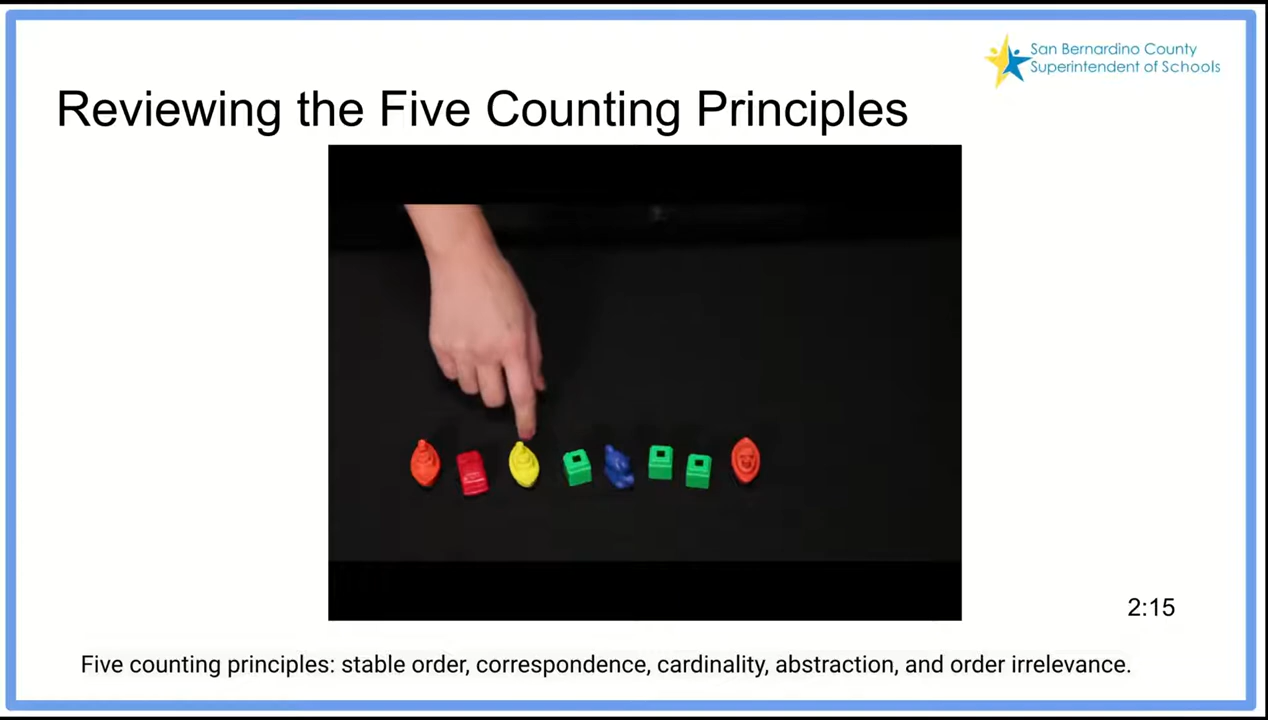 San Bernardino County
Superintendent of Schools
Reviewing the Five Counting Principles
2:15
Five counting principles: stable order, correspondence, cardinality, abstraction, and order irrelevance.